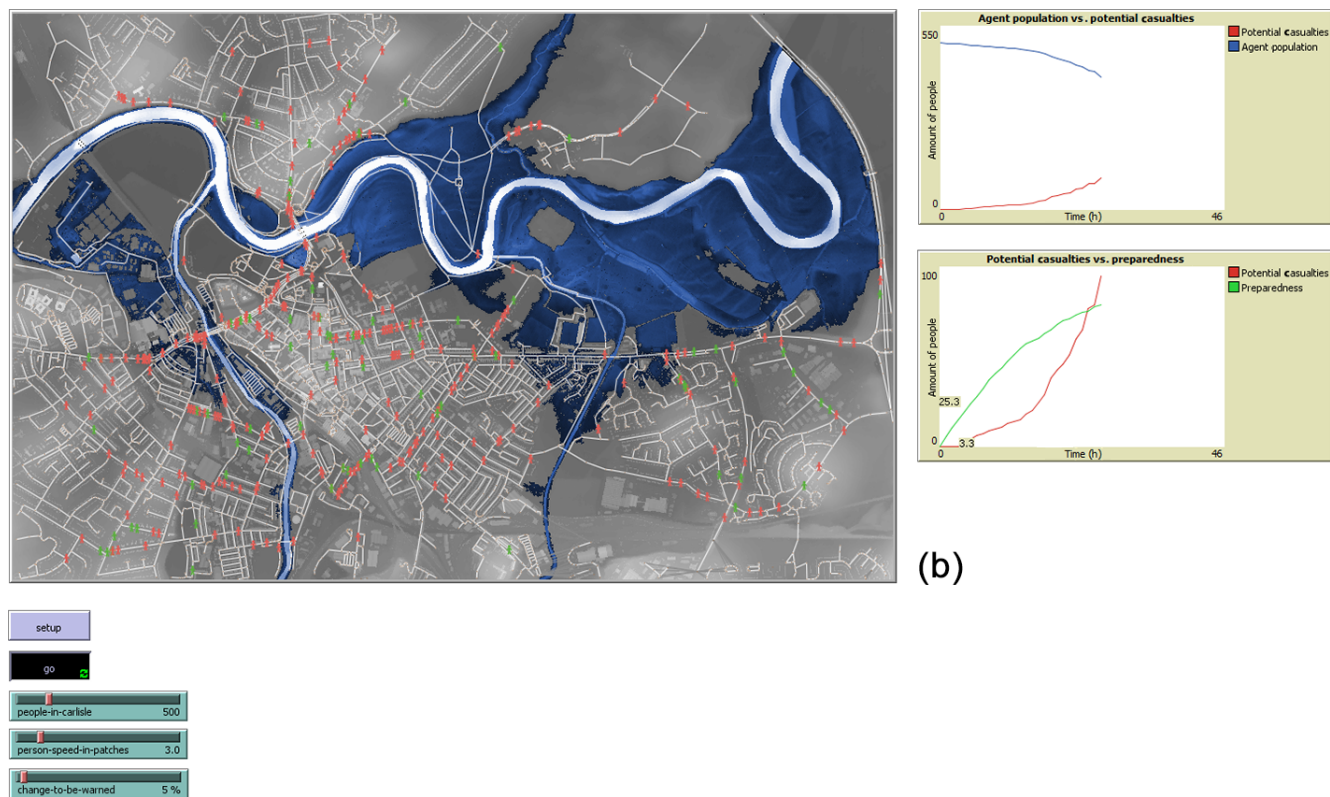 Agent population vs. potential casualties
550
Amount of people
0
0
Time (h)
46
Potential casualties
Agent population
Potential casualties vs. preparedness
100
Amount of people
25.3
0
3.3
0
Time (h)
46
Potential casualties
Preparedness
(b)
setup
go
people-in-carlisle 500
person-speed-in-patches 3.0
change-to-be-warned 5 %